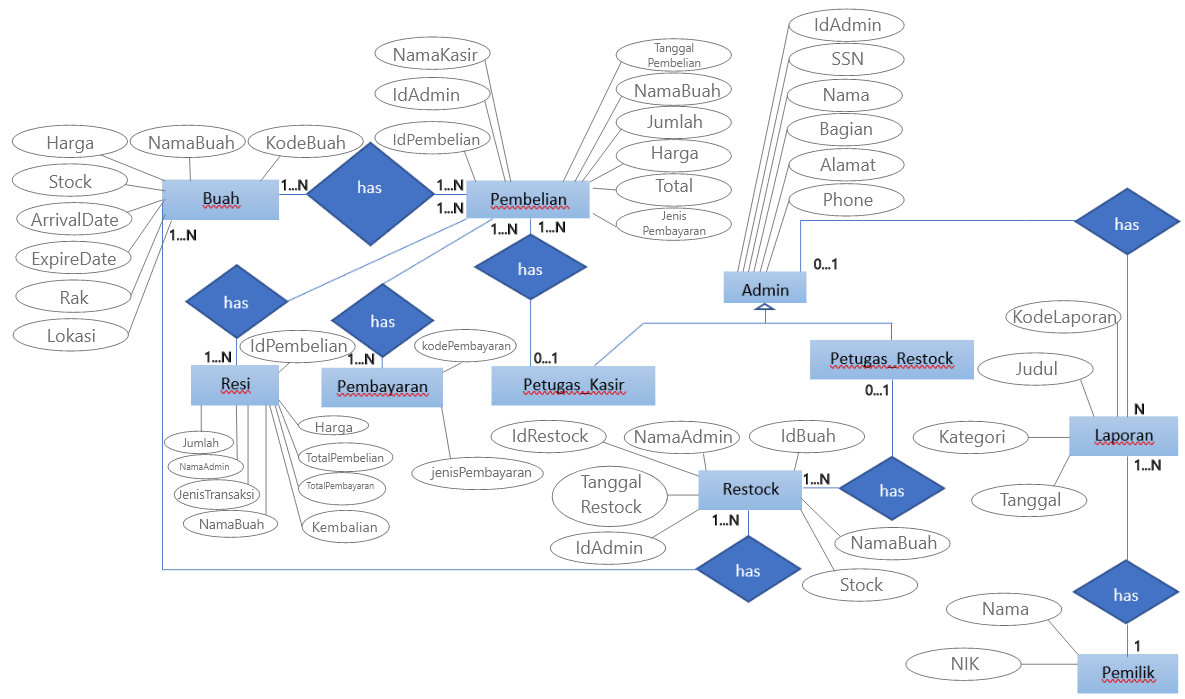 IdAdmin
SSN
Nama
Bagian
Alamat
Phone
NamaKasir
IdAdmin
IdPembelian
Tanggal
Pembelian
NamaBuah
Jumlah
Harga
Total
Jenis
Pembayaran
Harga
NamaBuah
KodeBuah
Stock
ArrivalDate
ExpireDate
Rak
Lokasi
Buah
1...N
has
1...N
Pembelian
1...N
1...N
1...N
1...N
has
0...1
Admin
has
has
has
1...N
IdPembelian
1...N
kodePembayaran
0...1
Resi
Pembayaran
Petugas_Kasir
Petugas_Restock
0...1
KodeLaporan
Judul
N
Laporan
Kategori
1...N
Tanggal
Jumlah
NamaAdmin
JenisTransaksi
NamaBuah
Harga
TotalPembelian
TotalPembayaran
Kembalian
jenisPembayaran
IdRestock
NamaAdmin
IdBuah
Tanggal
Restock
Restock
1...N
has
1...N
IdAdmin
NamaBuah
Stock
has
has
Nama
1
NIK
Pemilik